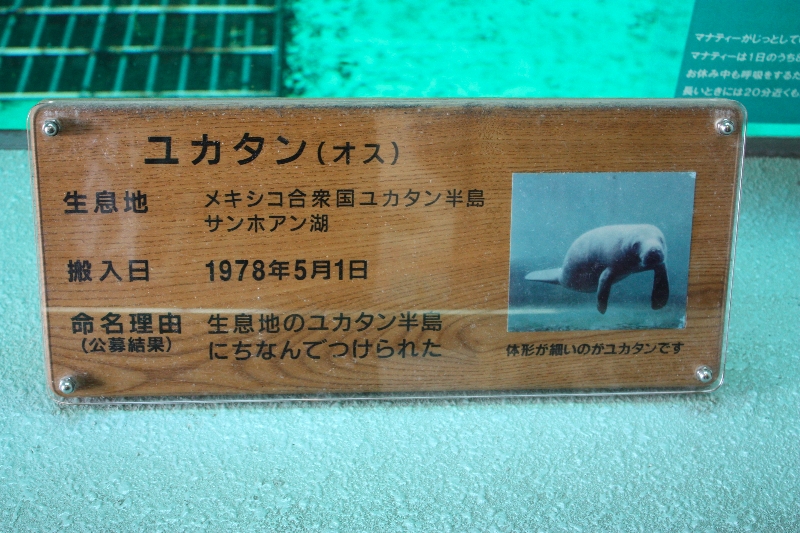 マナティーがじっとして
マナティーは1日のうち
お休み中も呼吸をする
長いときには20分近くも
ユカタン(オス)
生息地 メキシコ合衆国ユカタン半島
サンホアン湖
搬入日 1978年5月1日
命名理由 生息地のユカタン半島
(公募結果) にちなんでつけられた
体形が細いのがユカタンです